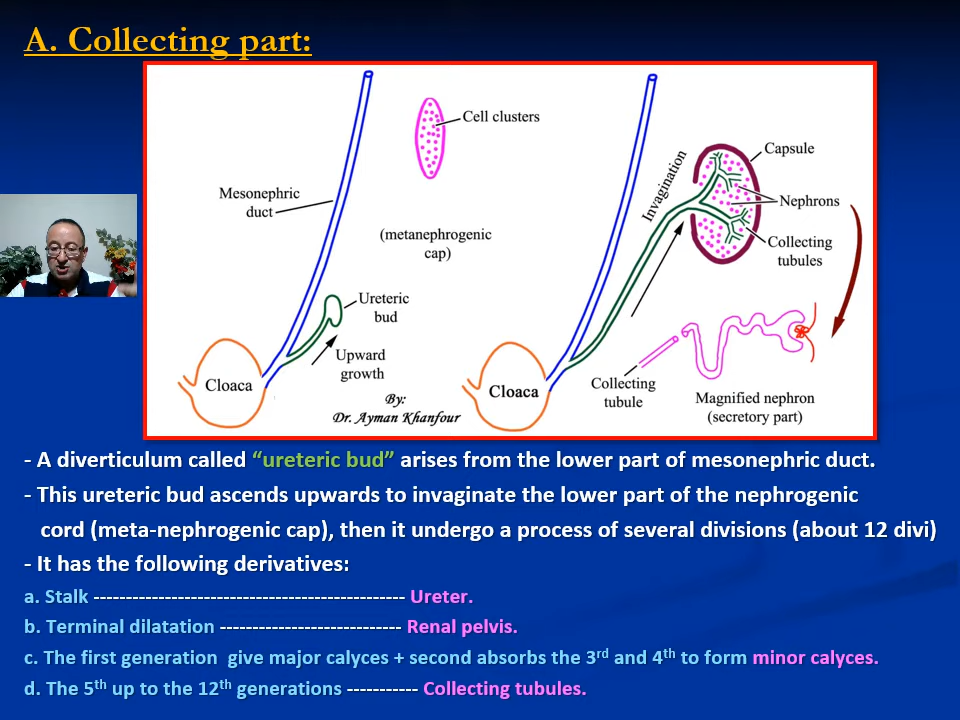 A. Collecting part:
Cell clusters
Mesonephric
duct
(metanephrogenic
cap)
Ureteric
bud
Upward
growth
Cloaca
By:
Dr. Ayman Khanfour
Invagination
Capsule
Nephrons
Collecting
tubules
Cloaca
Collecting
tubule
Magnified nephron
(secretory part)
- A diverticulum called “ureteric bud” arises from the lower part of mesonephric duct.
- This ureteric bud ascends upwards to invaginate the lower part of the nephrogenic
cord (meta-nephrogenic cap), then it undergo a process of several divisions (about 12 divi)
- It has the following derivatives:
a. Stalk ------------------------------------------------ Ureter.
b. Terminal dilatation ---------------------------- Renal pelvis.
c. The first generation give major calyces + second absorbs the 3rd and 4th to form minor calyces.
d. The 5th up to the 12th generations ----------- Collecting tubules.